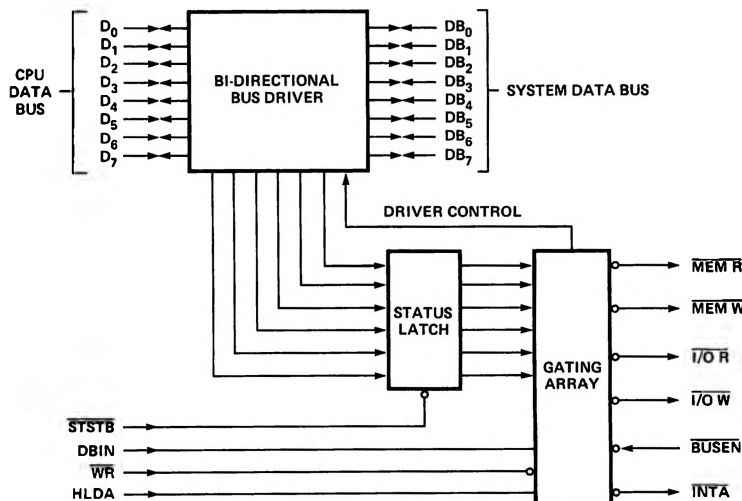 CPU
DATA
BUS
D0
D1
D2
D3
D4
D5
D6
D7
BI-DIRECTIONAL
BUS DRIVER
DB0
DB1
DB2
DB3
DB4
DB5
DB6
DB7
SYSTEM DATA BUS
DRIVER CONTROL
STATUS
LATCH
GATING
ARRAY
MEM R
MEM W
I/O R
I/O W
BUSEN
INTA
STSTB
DBIN
WR
HLDA